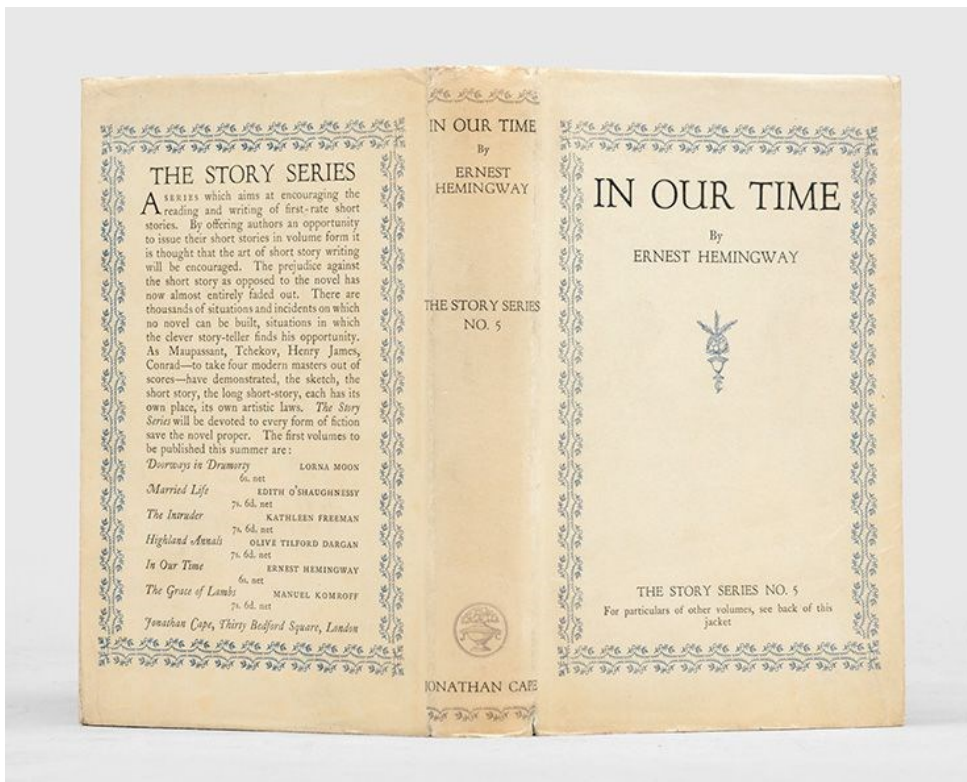 THE STORY SERIES
A SERIES which aims at encouraging the
reading and writing of first-rate short
stories. By offering authors an opportunity
to issue their short stories in volume form it
is thought that the art of short story writing
will be encouraged. The prejudice against
the short story as opposed to the novel has
now almost entirely faded out. There are
thousands of situations and incidents on which
no novel can be built, situations in which
the clever story-teller finds his opportunity.
As Maupassant, Tchekov, Henry James,
Conrad—to take four modern masters out of
scores—have demonstrated, the sketch, the
short story, the long short-story, each has its
own place, its own artistic laws. The Story
Series will be devoted to every form of fiction
save the novel proper. The first volumes to
be published this summer are:
Doorways in Drumorty LORNA MOON
6s. net
Married Life EDITH O'SHAUGHNESSY
7s. 6d. net
The Intruder KATHLEEN FREEMAN
7s. 6d. net
Highland Annals OLIVE TILFORD DARGAN
7s. 6d. net
In Our Time ERNEST HEMINGWAY
6s. net
The Grace of Lambs MANUEL KOMROFF
7s. 6d. net
Jonathan Cape, Thirty Bedford Square, London
IN OUR TIME
By
ERNEST
HEMINGWAY
THE STORY SERIES
NO. 5
JONATHAN CAPE
IN OUR TIME
By
ERNEST HEMINGWAY
THE STORY SERIES NO. 5
For particulars of other volumes, see back of this
jacket